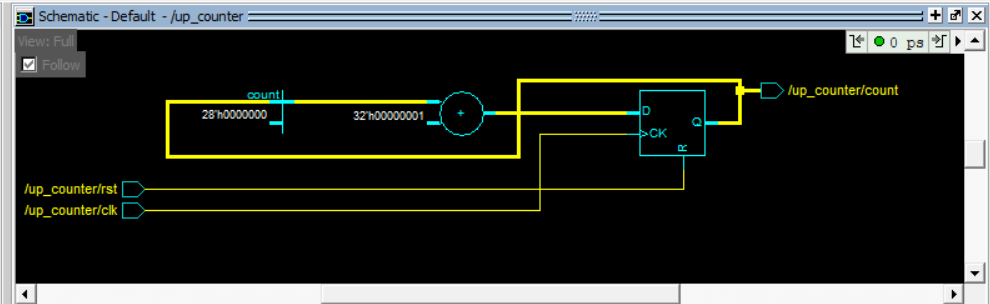 Schematic - Default - /up_counter
View: Full
Follow
0 ps
/up_counter/count
count
28'h0000000
32'h00000001
+
D
Q
>CK
R
/up_counter/rst
/up_counter/clk